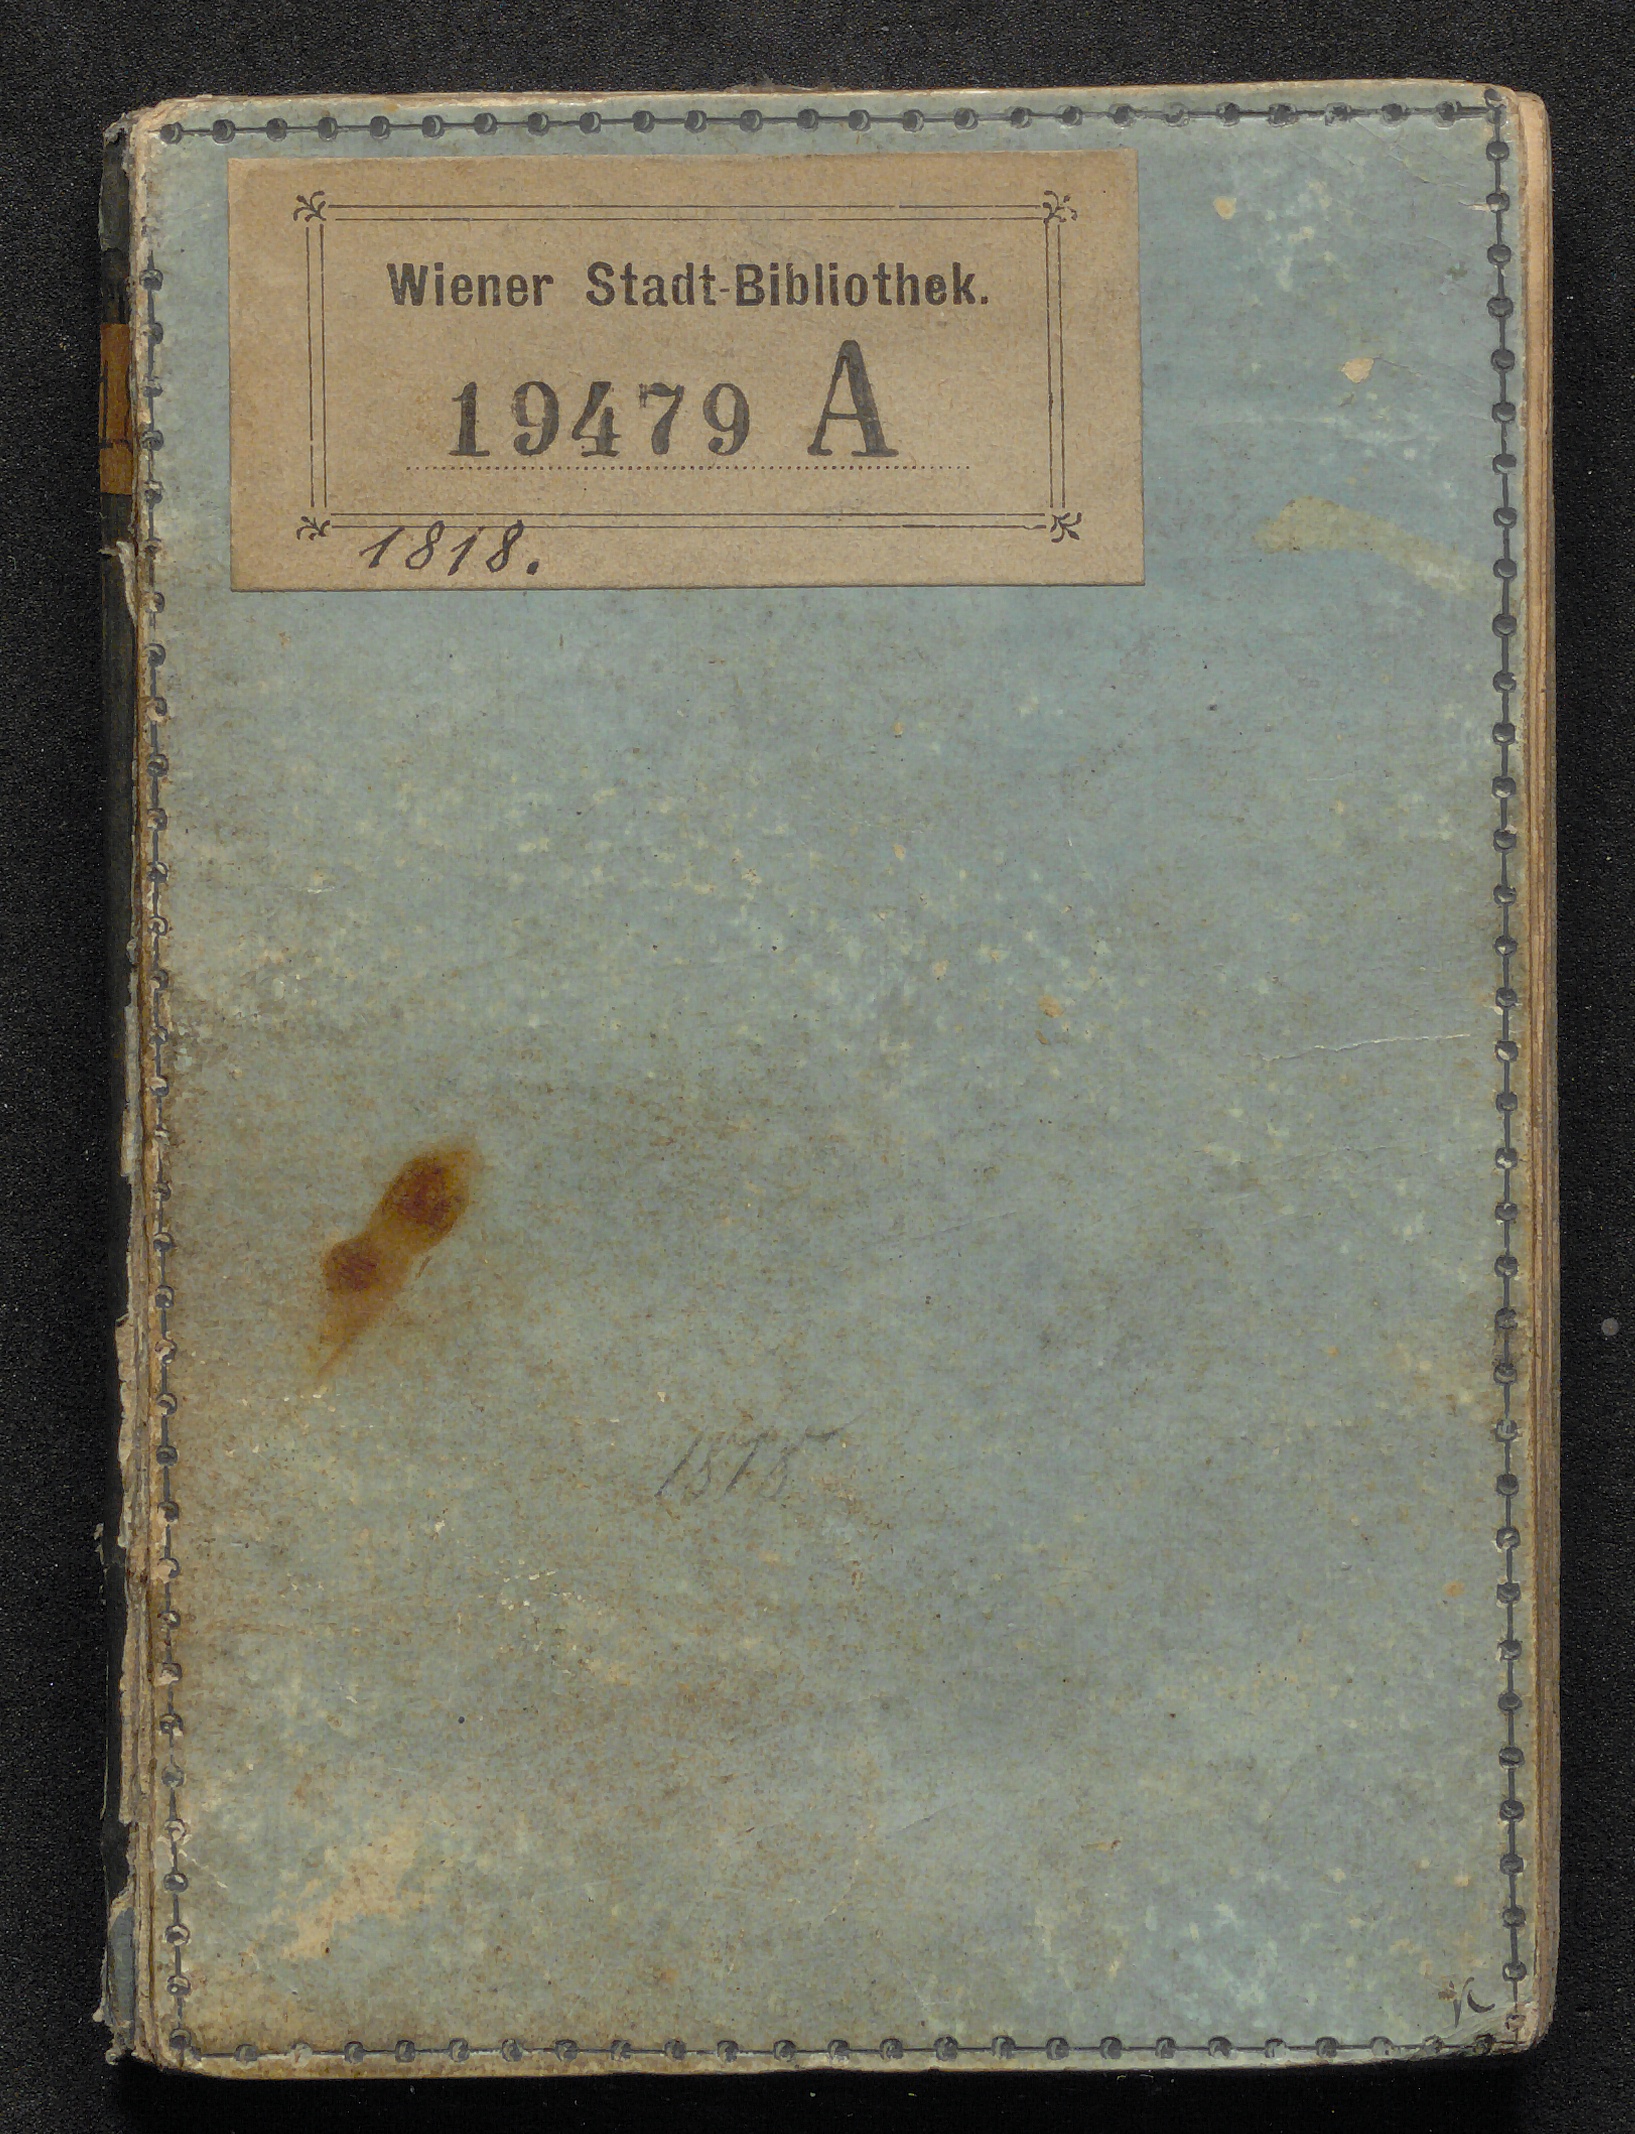 Wiener Stadt-Bibliothek.
19479 A
1818.